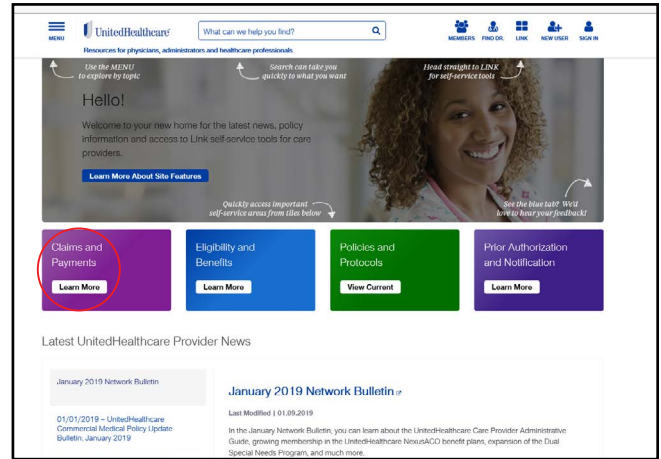 MENU
UnitedHealthcare
What can we help you find?
MEMBERS FIND DR. LINK NEW USER SIGN IN
Resources for physicians, administrators and healthcare professionals
Use the MENU
to explore by topic
Search can take you
quickly to what you want
Head straight to LINK
for self-service tools
Hello!
Welcome to your new home for the latest news, policy
information and access to Link self-service tools for care
providers.
Learn More About Site Features
Quickly access important
self-service areas from tiles below
See the blue tab? We'd
love to hear your feedback!
Claims and
Payments
Learn More
Eligibility and
Benefits
Learn More
Policies and
Protocols
View Current
Prior Authorization
and Notification
Learn More
Latest UnitedHealthcare Provider News
January 2019 Network Bulletin
01/01/2019 – UnitedHealthcare
Commercial Medical Policy Update
Bulletin: January 2019
January 2019 Network Bulletin
Last Modified | 01.09.2019
In the January Network Bulletin, you can learn about the UnitedHealthcare Care Provider Administrative
Guide, growing membership in the UnitedHealthcare NexusACO benefit plans, expansion of the Dual
Special Needs Program, and much more.